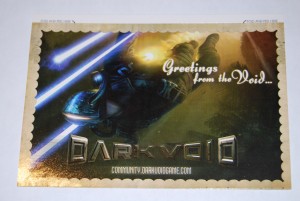 Greetings
from the Void...
DARKVOID
COMMUNITY.DARKVOIDGAME.COM